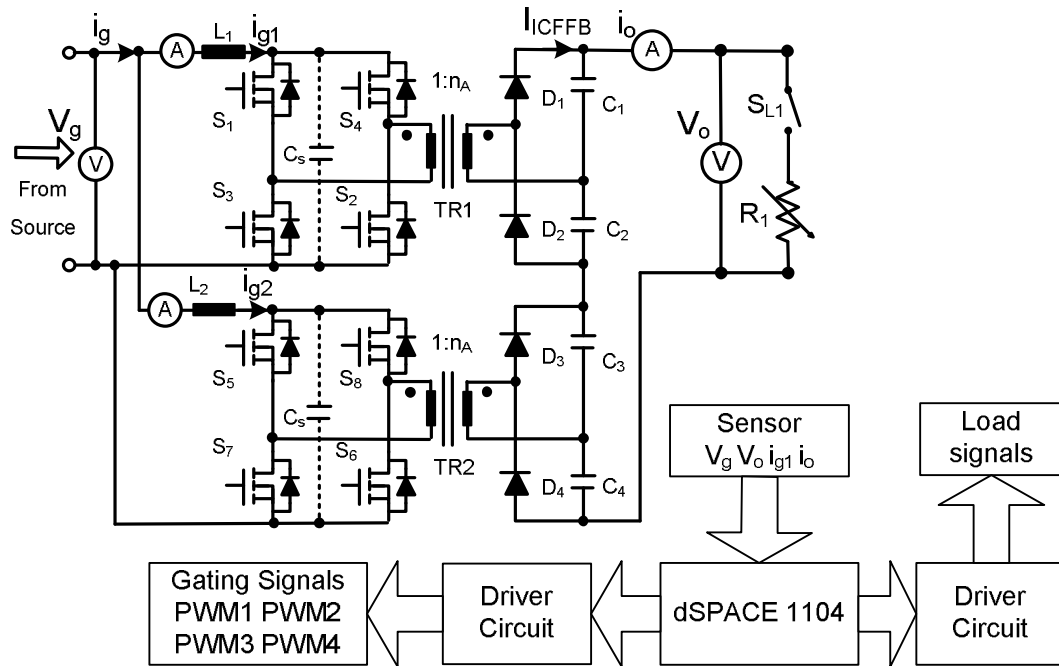 i_g
A
L_1
i_g1
I_ICFFB
i_o
A
S_1
S_4
1:n_A
D_1
C_1
S_L1
V_g
V
From
Source
C_s
V_o
V
S_3
S_2
TR1
D_2
C_2
R_1
A
L_2
i_g2
1:n_A
S_5
S_8
D_3
C_3
C_s
S_7
S_6
TR2
D_4
C_4
Sensor
V_g V_o i_g1 i_o
Load
signals
Gating Signals
PWM1 PWM2
PWM3 PWM4
Driver
Circuit
dSPACE 1104
Driver
Circuit